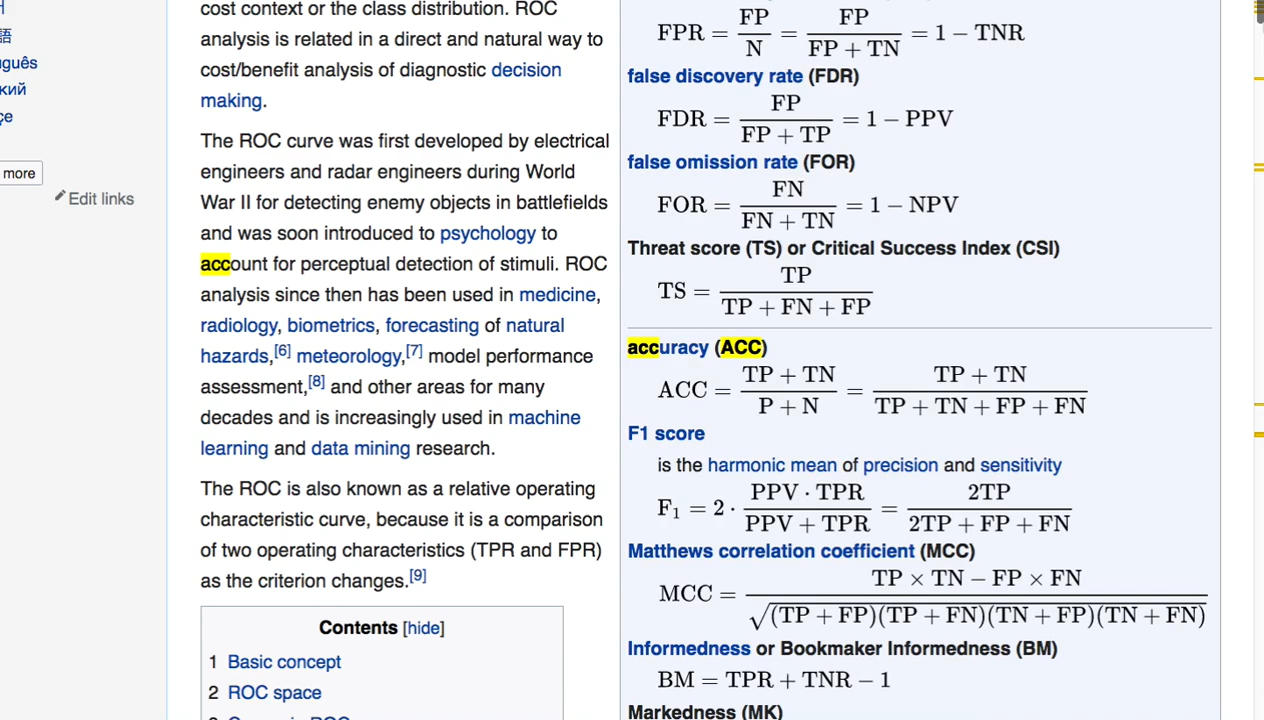 語
uguês
кий
çe
more
Edit links
cost context or the class distribution. ROC
analysis is related in a direct and natural way to
cost/benefit analysis of diagnostic decision
making.
The ROC curve was first developed by electrical
engineers and radar engineers during World
War II for detecting enemy objects in battlefields
and was soon introduced to psychology to
account for perceptual detection of stimuli. ROC
analysis since then has been used in medicine,
radiology, biometrics, forecasting of natural
hazards,[6] meteorology,[7] model performance
assessment,[8] and other areas for many
decades and is increasingly used in machine
learning and data mining research.
The ROC is also known as a relative operating
characteristic curve, because it is a comparison
of two operating characteristics (TPR and FPR)
as the criterion changes.[9]
Contents [hide]
1 Basic concept
2 ROC space
FPR = FP / N = FP / (FP + TN) = 1 − TNR
false discovery rate (FDR)
FDR = FP / (FP + TP) = 1 − PPV
false omission rate (FOR)
FOR = FN / (FN + TN) = 1 − NPV
Threat score (TS) or Critical Success Index (CSI)
TS = TP / (TP + FN + FP)
accuracy (ACC)
ACC = (TP + TN) / (P + N) = (TP + TN) / (TP + TN + FP + FN)
F1 score
is the harmonic mean of precision and sensitivity
F₁ = 2 · (PPV · TPR) / (PPV + TPR) = 2TP / (2TP + FP + FN)
Matthews correlation coefficient (MCC)
MCC = (TP × TN − FP × FN) / √((TP + FP)(TP + FN)(TN + FP)(TN + FN))
Informedness or Bookmaker Informedness (BM)
BM = TPR + TNR − 1
Markedness (MK)